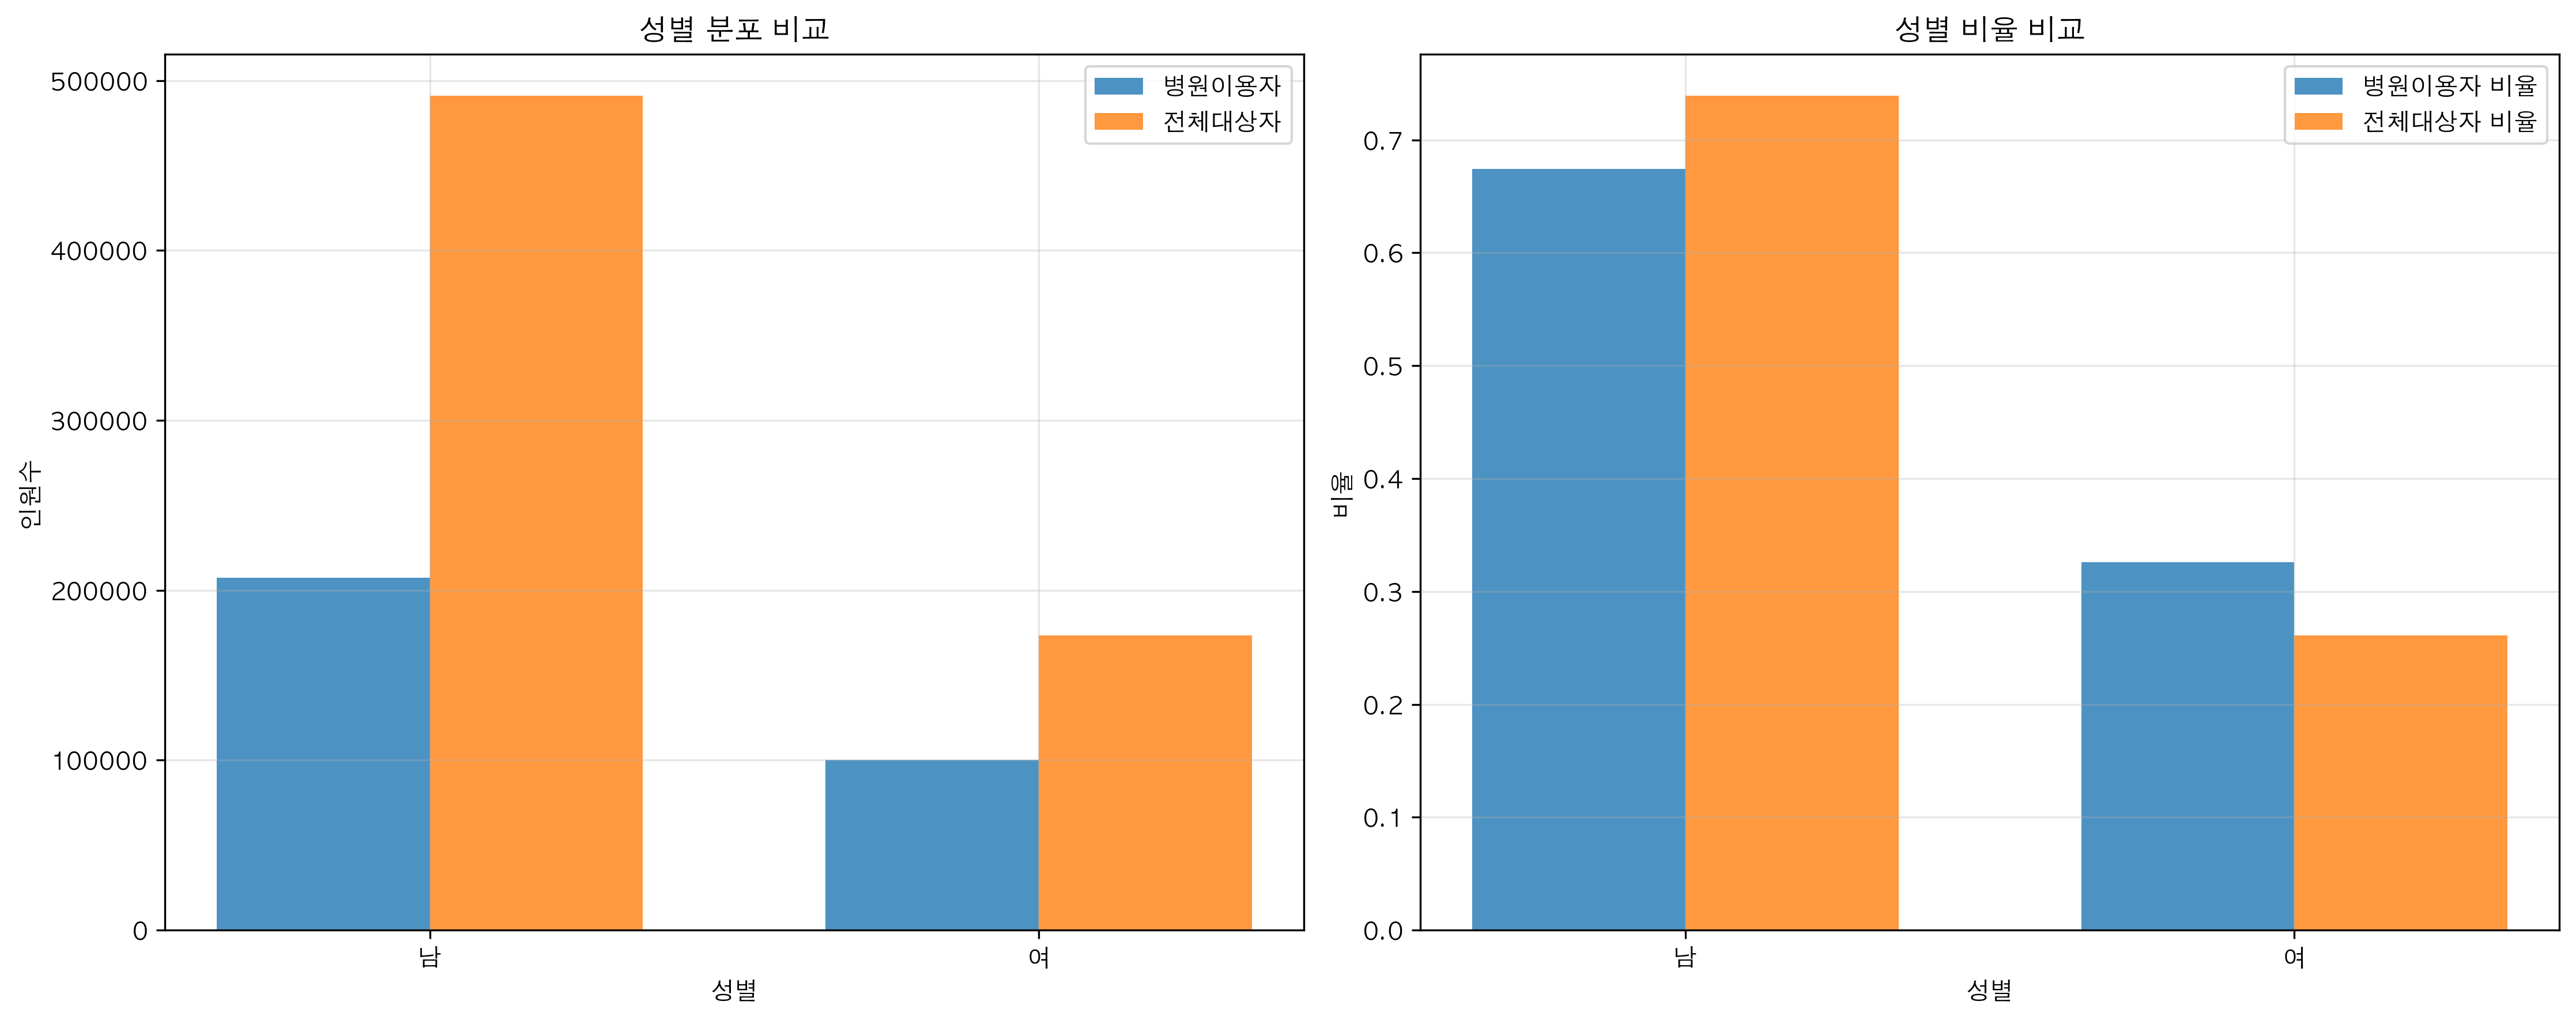 성별 분포 비교
병원이용자
전체대상자
500000
400000
300000
200000
100000
0
인원수
남
여
성별
성별 비율 비교
병원이용자 비율
전체대상자 비율
0.7
0.6
0.5
0.4
0.3
0.2
0.1
0.0
비율
남
여
성별